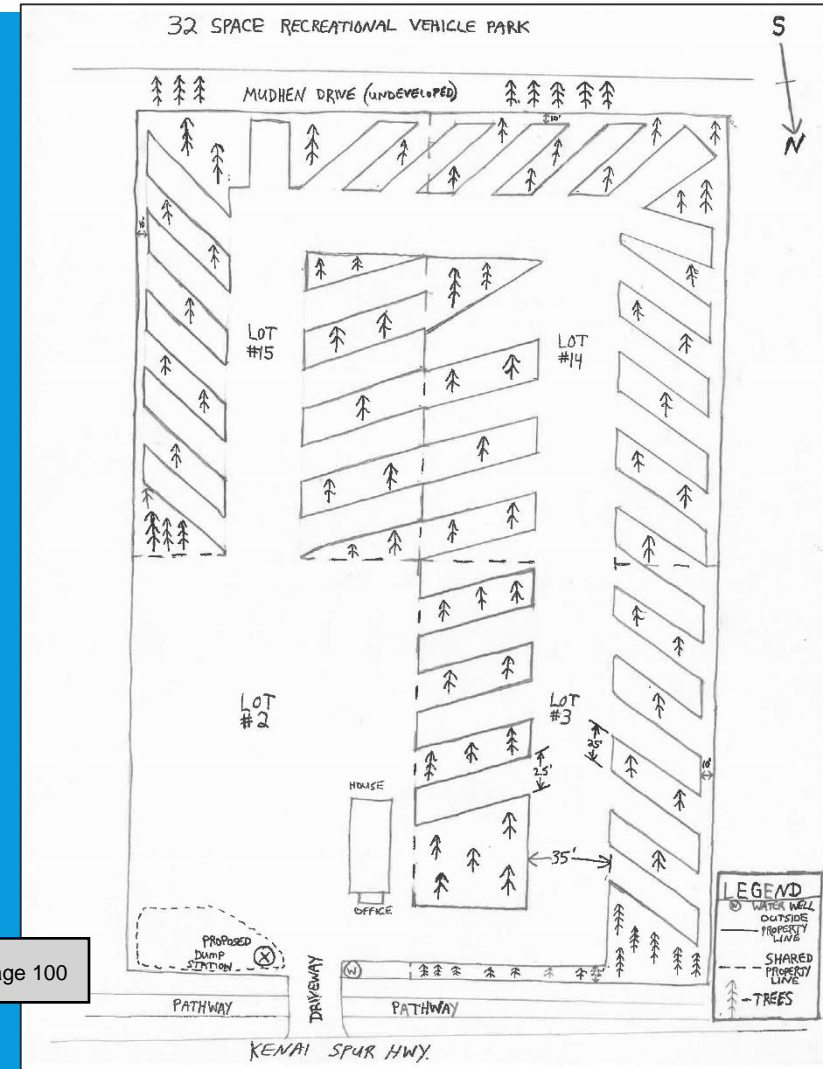 32 SPACE RECREATIONAL VEHICLE PARK
S
N
MUDHEN DRIVE (UNDEVELOPED)
10'
10'
LOT
#15
LOT
#14
LOT
#2
LOT
#3
25'
25'
10'
HOUSE
OFFICE
35'
PROPOSED
DUMP
STATION
X
W
DRIVEWAY
PATHWAY
PATHWAY
KENAI SPUR HWY.
LEGEND
W WATER WELL
OUTSIDE
PROPERTY
LINE
SHARED
PROPERTY
LINE
- TREES
age 100